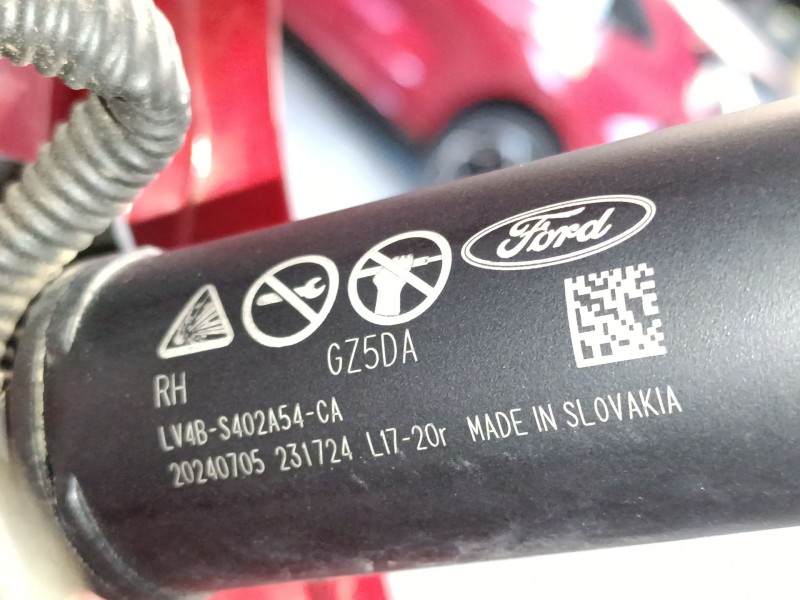 Ford
GZ5DA
RH
LV4B-S402A54-CA
20240705 231724 L17-20r MADE IN SLOVAKIA